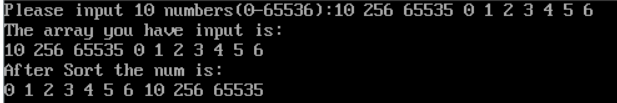 Please input 10 numbers(0-65536):10 256 65535 0 1 2 3 4 5 6
The array you have input is:
10 256 65535 0 1 2 3 4 5 6
After Sort the num is:
0 1 2 3 4 5 6 10 256 65535